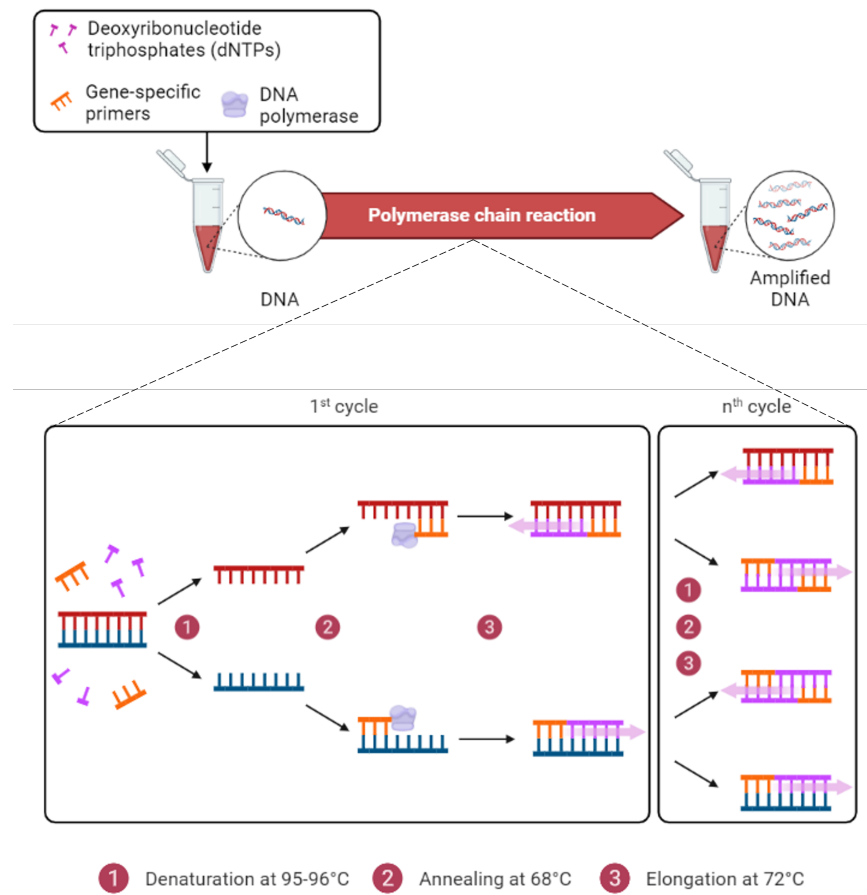 Deoxyribonucleotide
triphosphates (dNTPs)
Gene-specific
primers
DNA
polymerase
Polymerase chain reaction
DNA
Amplified
DNA
1st cycle
nth cycle
1
2
3
1
2
3
1 Denaturation at 95-96°C 2 Annealing at 68°C 3 Elongation at 72°C